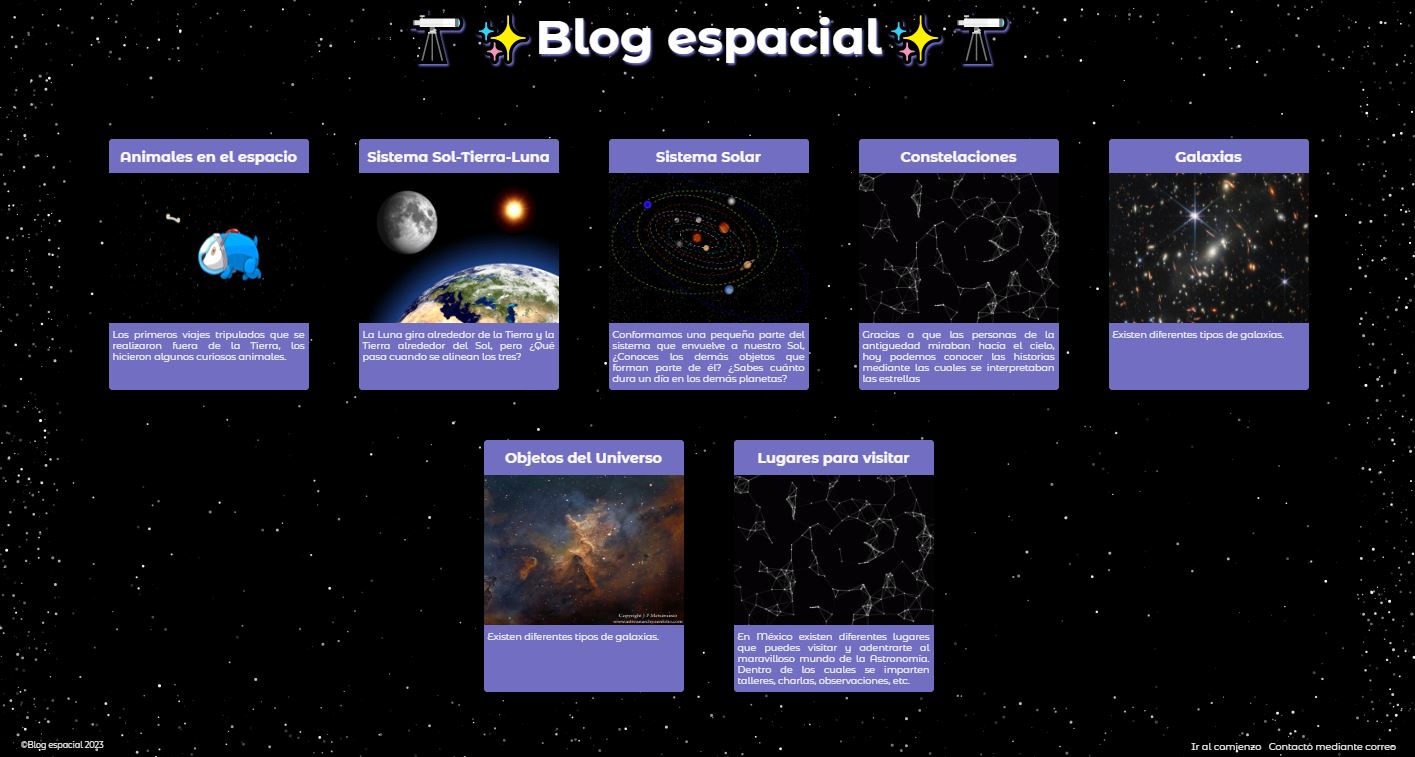 Blog espacial
Animales en el espacio
Los primeros viajes tripulados que se
realizaron fuera de la Tierra, los
hicieron algunos curiosos animales.
Sistema Sol-Tierra-Luna
La Luna gira alrededor de la Tierra y la
Tierra alrededor del Sol, pero ¿Qué
pasa cuando se alinean los tres?
Sistema Solar
Conformamos una pequeña parte del
sistema que envuelve a nuestro Sol,
¿Conoces los demás objetos que
forman parte de él? ¿Sabes cuánto
dura un día en los demás planetas?
Constelaciones
Gracias a que las personas de la
antiguedad miraban hacia el cielo,
hoy podemos conocer las historias
mediante las cuales se interpretaban
las estrellas
Galaxias
Existen diferentes tipos de galaxias.
Objetos del Universo
Existen diferentes tipos de galaxias.
Lugares para visitar
En México existen diferentes lugares
que puedes visitar y adentrarte al
maravilloso mundo de la Astronomía.
Dentro de los cuales se imparten
talleres, charlas, observaciones, etc.
©Blog espacial 2023
Ir al comienzo Contacto mediante correo